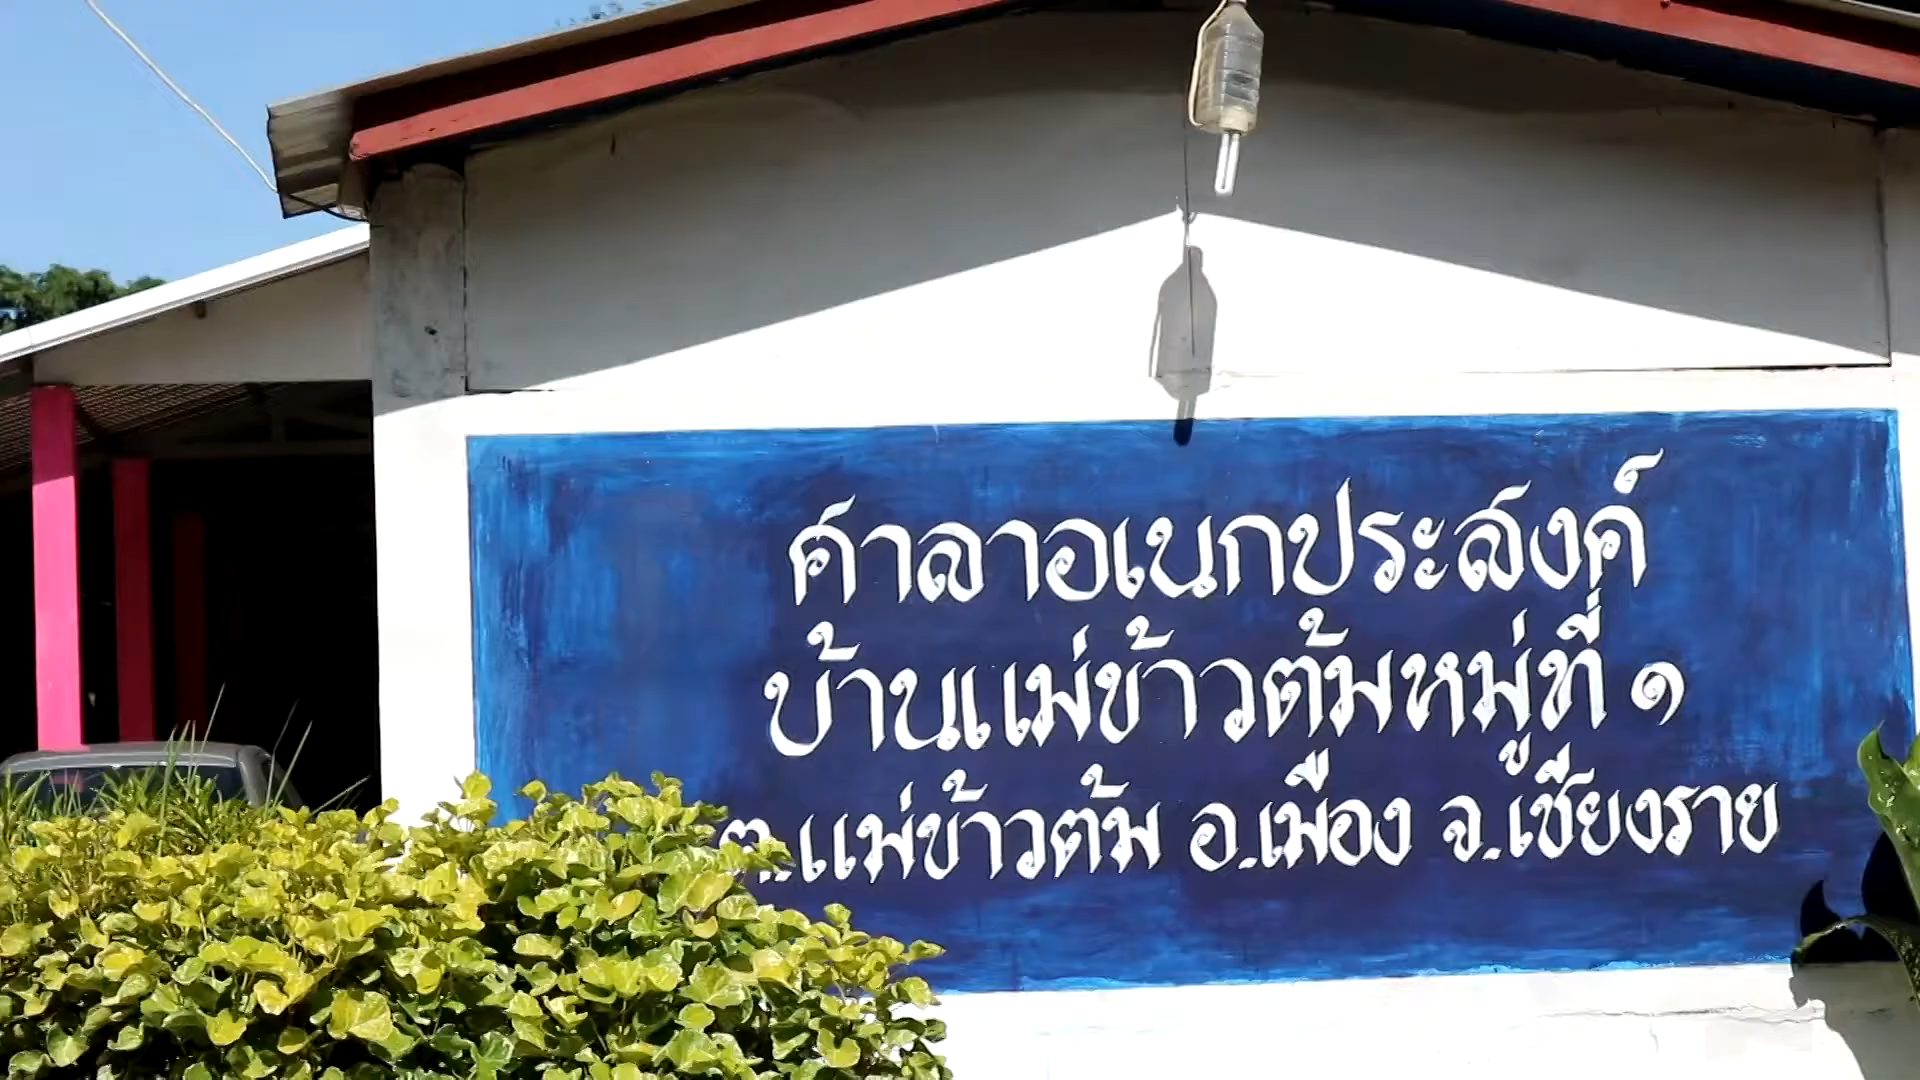 ศาลาอเนกประสงค์
บ้านแม่ข้าวต้มหมู่ที่ ๑
ต.แม่ข้าวต้ม อ.เมือง จ.เชียงราย